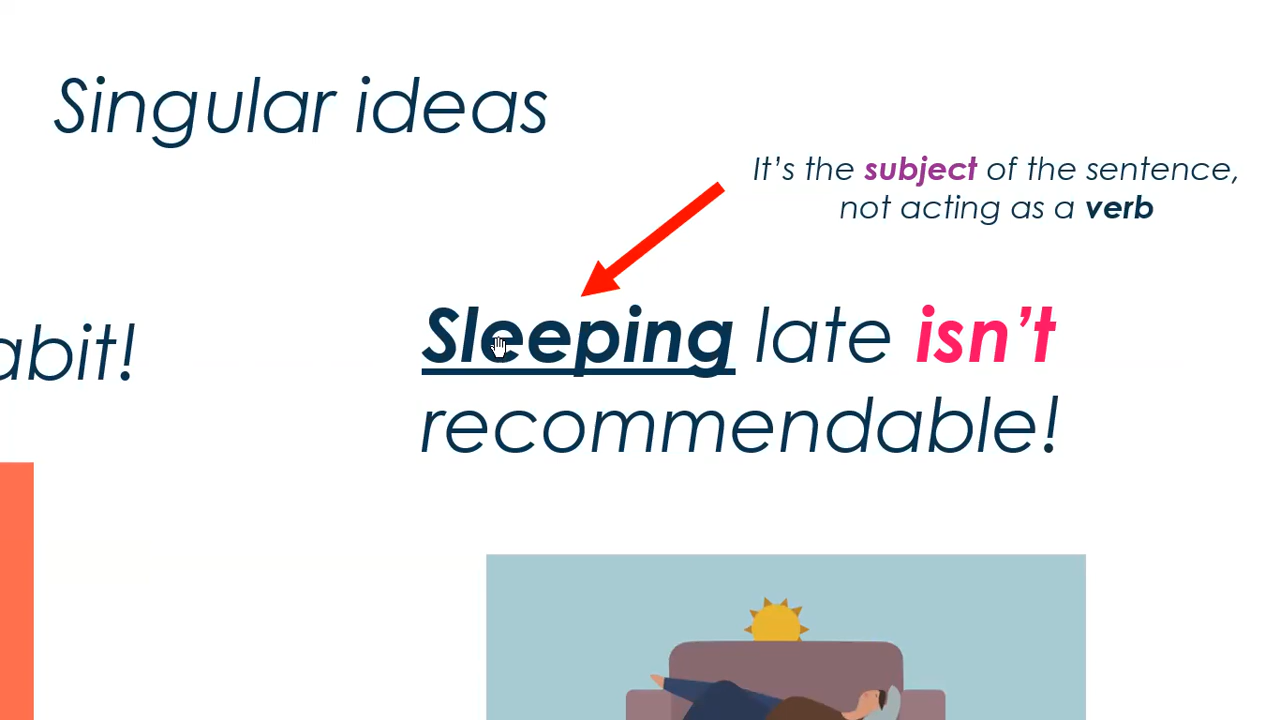 Singular ideas
It's the subject of the sentence,
not acting as a verb
abit!
Sleeping late isn't
recommendable!